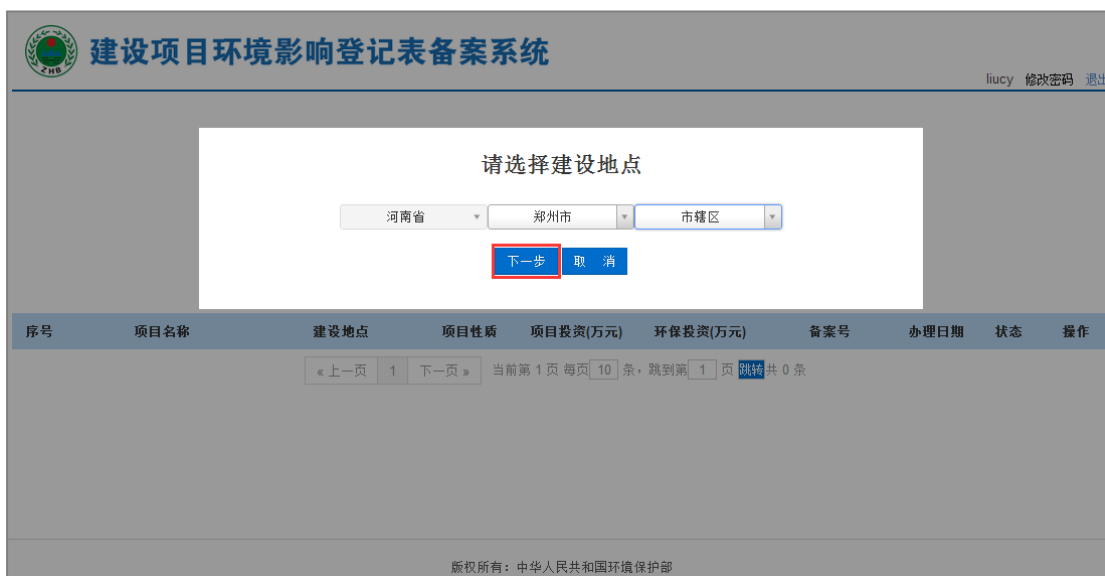 ZHB
建设项目环境影响登记表备案系统
liucy 修改密码 退出
请选择建设地点
河南省 郑州市 市辖区
下一步 取 消
序号 项目名称 建设地点 项目性质 项目投资(万元) 环保投资(万元) 备案号 办理日期 状态 操作
« 上一页 1 下一页 » 当前第 1 页 每页 10 条，跳到第 1 页 跳转 共 0 条
版权所有：中华人民共和国环境保护部